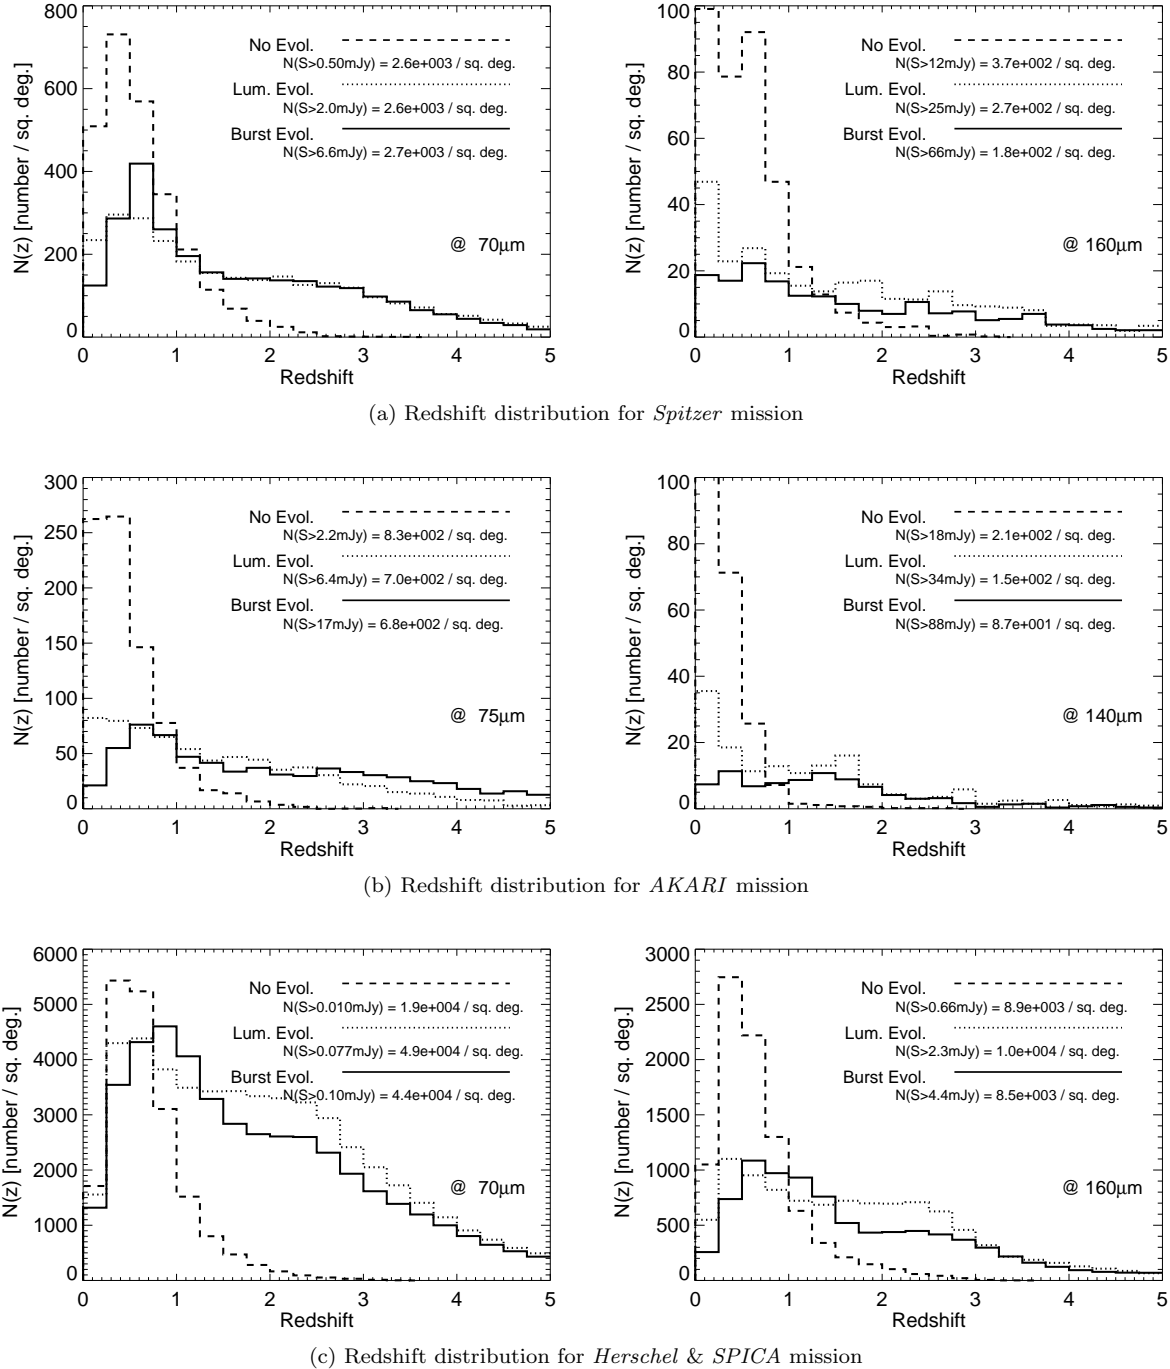 800
600
400
200
0
N(z) [number / sq. deg.]
No Evol.
N(S>0.50mJy) = 2.6e+003 / sq. deg.
Lum. Evol.
N(S>2.0mJy) = 2.6e+003 / sq. deg.
Burst Evol.
N(S>6.6mJy) = 2.7e+003 / sq. deg.
@ 70μm
0 1 2 3 4 5
Redshift
100
80
60
40
20
0
N(z) [number / sq. deg.]
No Evol.
N(S>12mJy) = 3.7e+002 / sq. deg.
Lum. Evol.
N(S>25mJy) = 2.7e+002 / sq. deg.
Burst Evol.
N(S>66mJy) = 1.8e+002 / sq. deg.
@ 160μm
0 1 2 3 4 5
Redshift
(a) Redshift distribution for Spitzer mission
300
250
200
150
100
50
0
N(z) [number / sq. deg.]
No Evol.
N(S>2.2mJy) = 8.3e+002 / sq. deg.
Lum. Evol.
N(S>6.4mJy) = 7.0e+002 / sq. deg.
Burst Evol.
N(S>17mJy) = 6.8e+002 / sq. deg.
@ 75μm
0 1 2 3 4 5
Redshift
100
80
60
40
20
0
N(z) [number / sq. deg.]
No Evol.
N(S>18mJy) = 2.1e+002 / sq. deg.
Lum. Evol.
N(S>34mJy) = 1.5e+002 / sq. deg.
Burst Evol.
N(S>88mJy) = 8.7e+001 / sq. deg.
@ 140μm
0 1 2 3 4 5
Redshift
(b) Redshift distribution for AKARI mission
6000
5000
4000
3000
2000
1000
0
N(z) [number / sq. deg.]
No Evol.
N(S>0.010mJy) = 1.9e+004 / sq. deg.
Lum. Evol.
N(S>0.077mJy) = 4.9e+004 / sq. deg.
Burst Evol.
N(S>0.10mJy) = 4.4e+004 / sq. deg.
@ 70μm
0 1 2 3 4 5
Redshift
3000
2500
2000
1500
1000
500
0
N(z) [number / sq. deg.]
No Evol.
N(S>0.66mJy) = 8.9e+003 / sq. deg.
Lum. Evol.
N(S>2.3mJy) = 1.0e+004 / sq. deg.
Burst Evol.
N(S>4.4mJy) = 8.5e+003 / sq. deg.
@ 160μm
0 1 2 3 4 5
Redshift
(c) Redshift distribution for Herschel & SPICA mission